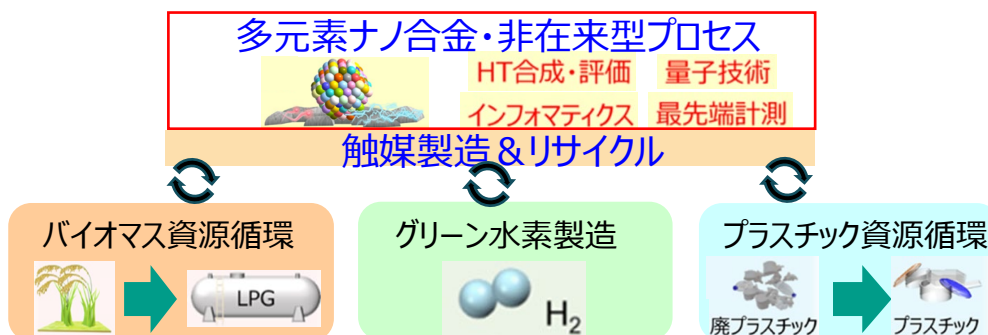 多元素ナノ合金・非在来型プロセス
HT合成・評価 量子技術
インフォマティクス 最先端計測
触媒製造&リサイクル
バイオマス資源循環
LPG
グリーン水素製造
H₂
プラスチック資源循環
廃プラスチック プラスチック